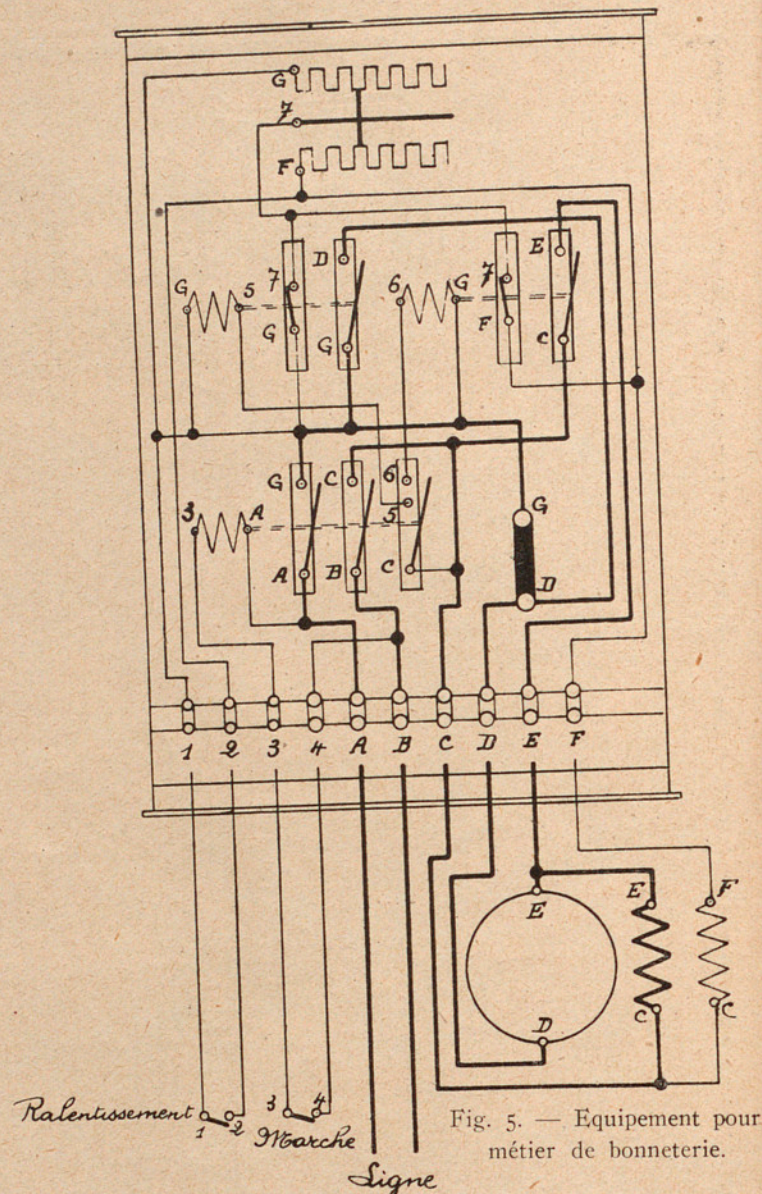 G
7
F
D E
7 6 7
G 5 G
F
G G C
G C 6
3 A 5 G
A B C D
1 2 3 4 A B C D E F
E E F
D C C
Ralentissement 1 2
3 4
Marche
Ligne
Fig. 5. — Equipement pour
métier de bonneterie.